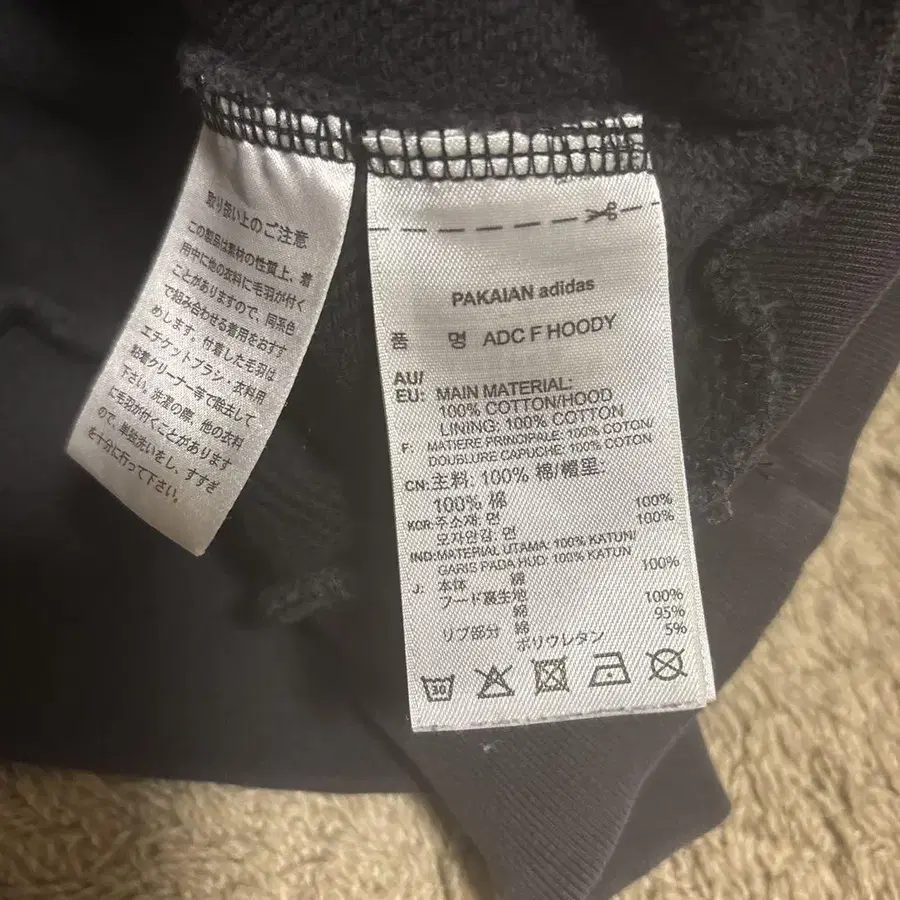 取り扱い上のご注意
この製品は素材の性質上、着
用中に他の衣料に毛羽が付く
ことがありますので、同系色
で組み合わせる着用をおすす
めします。付着した毛羽は
エチケットブラシ・衣料用
粘着クリーナー等で除去して
下さい。洗濯の際、他の衣料
に毛羽が付くことがあります
ので、単独洗いをし、すすぎ
を十分に行って下さい。
PAKAIAN adidas
품 명 ADC F HOODY
AU/
EU: MAIN MATERIAL:
100% COTTON/HOOD
LINING: 100% COTTON
F: MATIERE PRINCIPALE: 100% COTON/
DOUBLURE CAPUCHE: 100% COTON
CN: 主料: 100% 棉/帽里:
100% 棉
KOR: 주소재: 면 100%
모자안감: 면 100%
IND: MATERIAL UTAMA: 100% KATUN/
GARIS PADA HUD: 100% KATUN
J: 本体 綿 100%
フード裏生地
綿 100%
リブ部分 綿 95%
ポリウレタン 5%
30